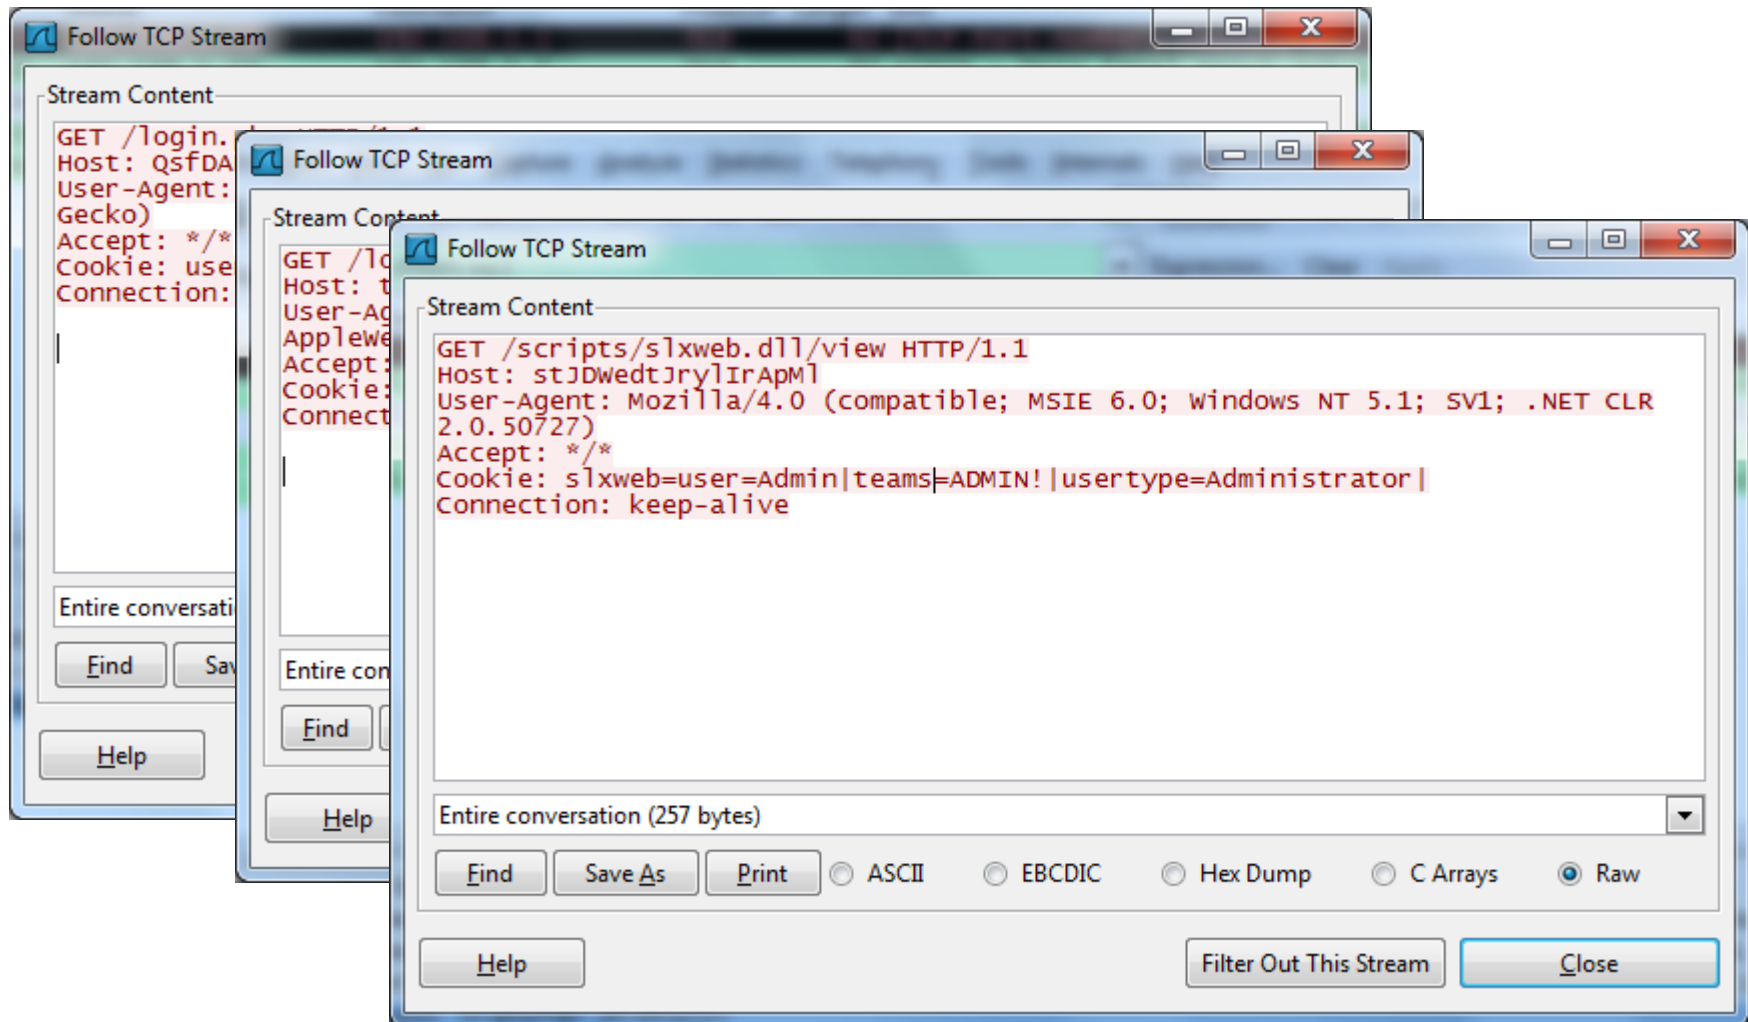 Follow TCP Stream
Stream Content
GET /login.
Host: QsfDA
User-Agent:
Gecko)
Accept: */*
Cookie: use
Connection:
Entire conversati
Find Sav
Help
Follow TCP Stream
Stream Content
GET /lo
Host: t
User-Ag
AppleWe
Accept:
Cookie:
Connect
Entire con
Find
Help
Follow TCP Stream
Stream Content
GET /scripts/slxweb.dll/view HTTP/1.1
Host: stJDWedtJrylIrApMl
User-Agent: Mozilla/4.0 (compatible; MSIE 6.0; Windows NT 5.1; SV1; .NET CLR
2.0.50727)
Accept: */*
Cookie: slxweb=user=Admin|teams=ADMIN!|usertype=Administrator|
Connection: keep-alive
Entire conversation (257 bytes)
Find Save As Print ASCII EBCDIC Hex Dump C Arrays Raw
Help Filter Out This Stream Close